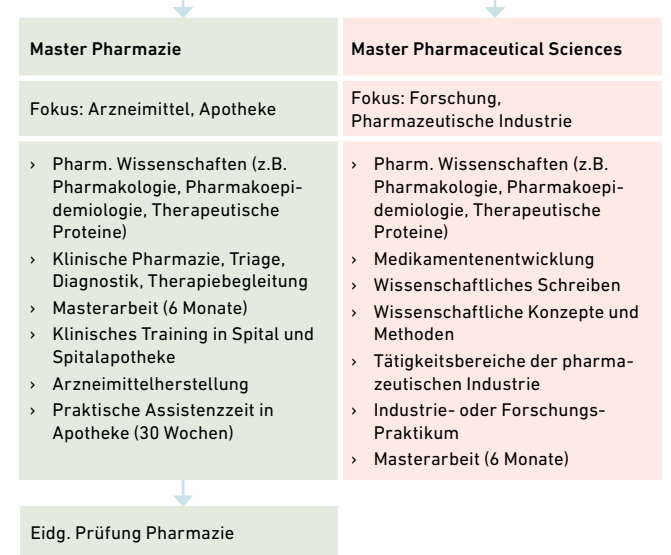 Master Pharmazie
Fokus: Arzneimittel, Apotheke
› Pharm. Wissenschaften (z.B.
Pharmakologie, Pharmakoepi-
demiologie, Therapeutische
Proteine)
› Klinische Pharmazie, Triage,
Diagnostik, Therapiebegleitung
› Masterarbeit (6 Monate)
› Klinisches Training in Spital und
Spitalapotheke
› Arzneimittelherstellung
› Praktische Assistenzzeit in
Apotheke (30 Wochen)
Eidg. Prüfung Pharmazie
Master Pharmaceutical Sciences
Fokus: Forschung,
Pharmazeutische Industrie
› Pharm. Wissenschaften (z.B.
Pharmakologie, Pharmakoepi-
demiologie, Therapeutische
Proteine)
› Medikamentenentwicklung
› Wissenschaftliches Schreiben
› Wissenschaftliche Konzepte und
Methoden
› Tätigkeitsbereiche der pharma-
zeutischen Industrie
› Industrie- oder Forschungs-
Praktikum
› Masterarbeit (6 Monate)